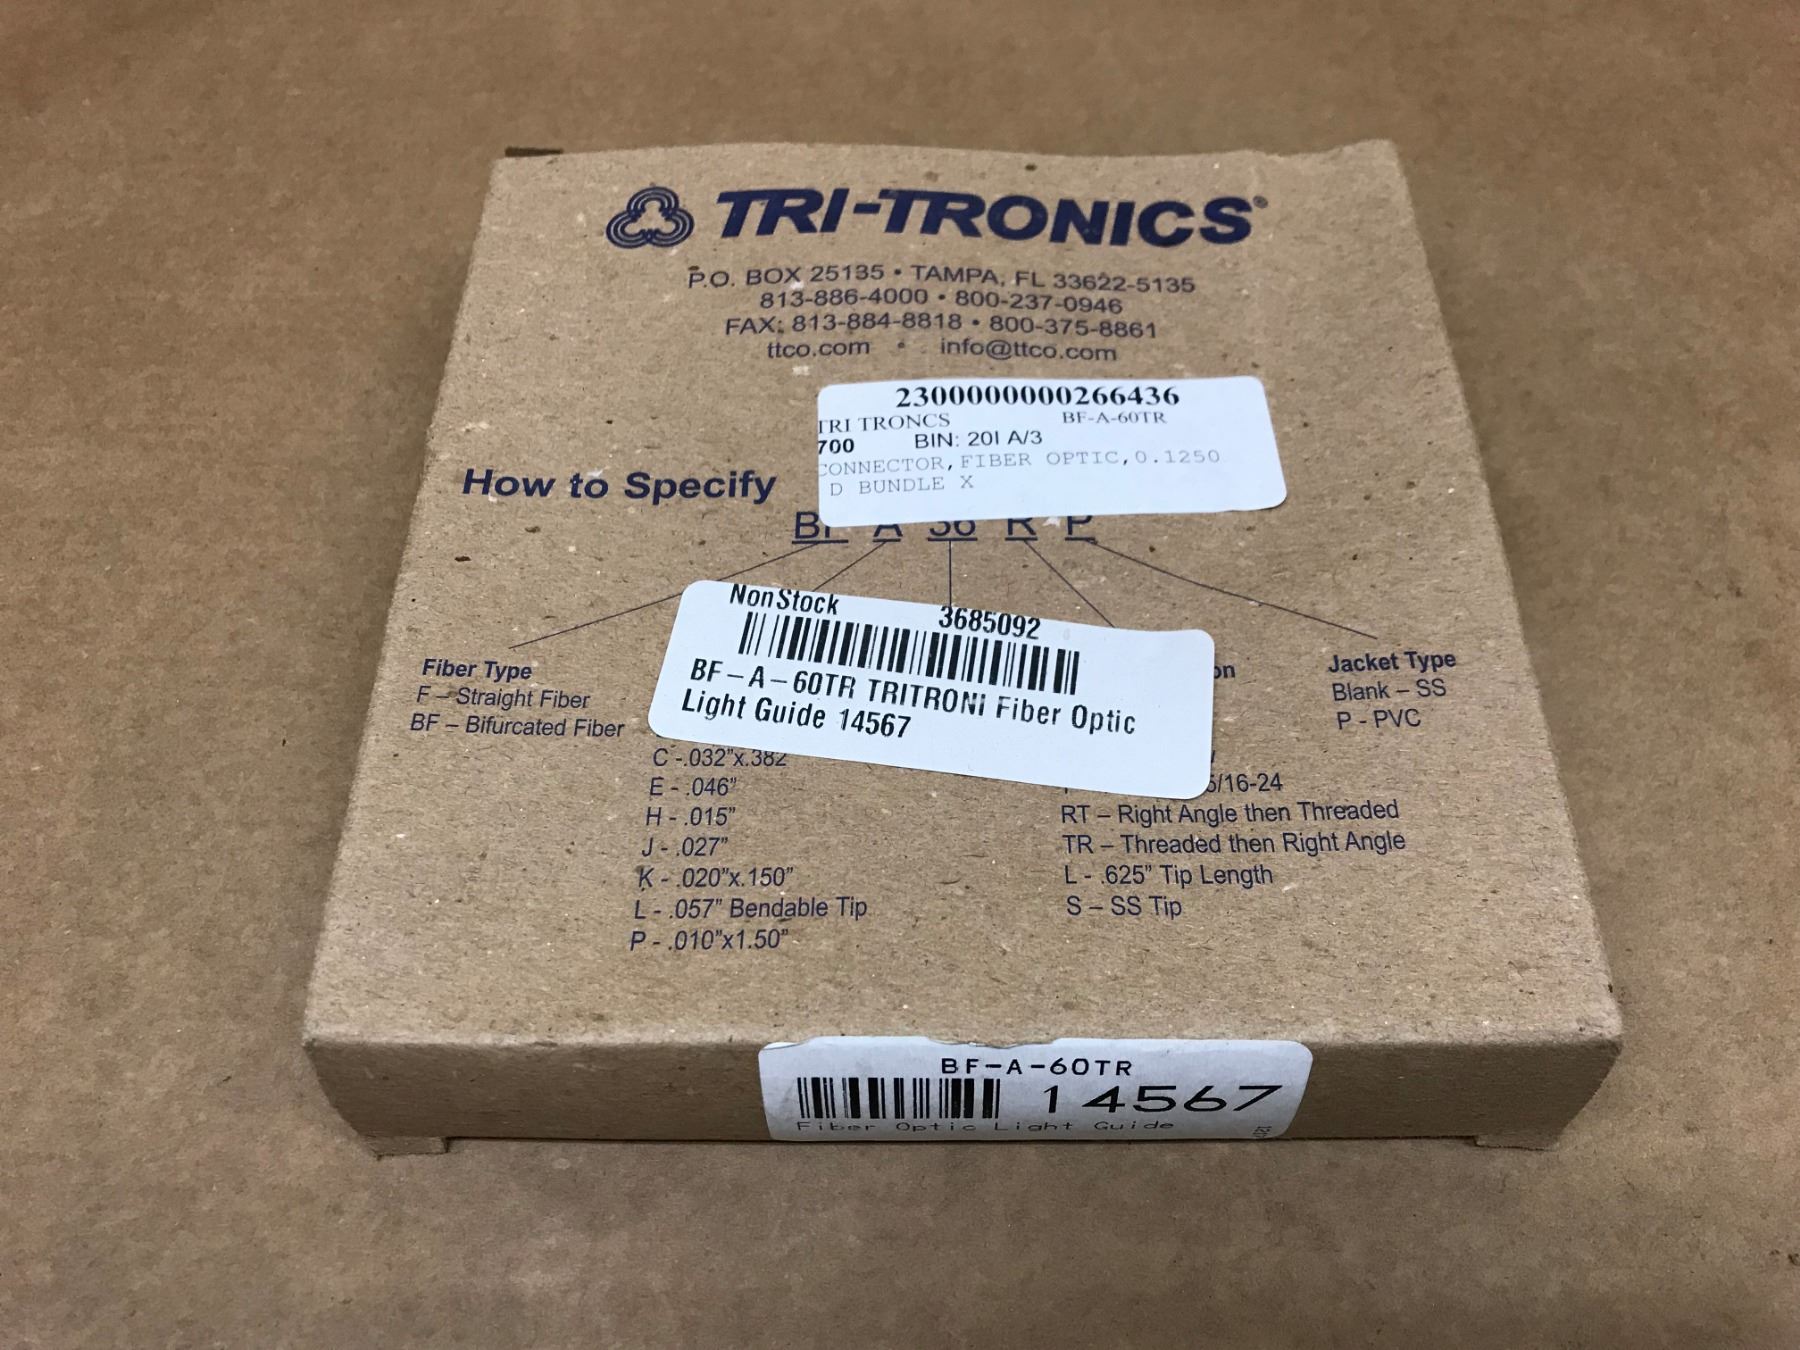 TRI-TRONICS®
P.O. BOX 25135 • TAMPA, FL 33622-5135
813-886-4000 • 800-237-0946
FAX: 813-884-8818 • 800-375-8861
ttco.com • info@ttco.com
2300000000266436
TRI TRONCS BF-A-60TR
700 BIN: 20I A/3
CONNECTOR, FIBER OPTIC, 0.1250
D BUNDLE X
How to Specify
BF A 36 R P
NonStock 3685092
BF-A-60TR TRITRONI Fiber Optic
Light Guide 14567
Fiber Type
F – Straight Fiber
BF – Bifurcated Fiber
C -.032"x.382
E - .046"
H - .015"
J - .027"
K - .020"x.150"
L - .057" Bendable Tip
P - .010"x1.50"
5/16-24
RT – Right Angle then Threaded
TR – Threaded then Right Angle
L - .625" Tip Length
S – SS Tip
Jacket Type
Blank – SS
P - PVC
BF-A-60TR
14567
Fiber Optic Light Guide